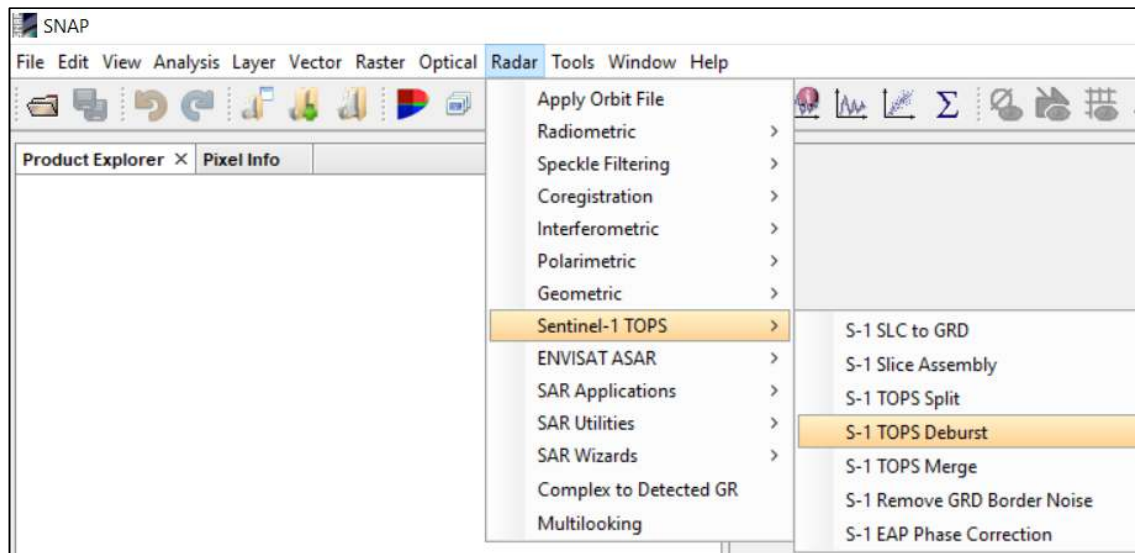 SNAP
File Edit View Analysis Layer Vector Raster Optical Radar Tools Window Help
Product Explorer × Pixel Info
Apply Orbit File
Radiometric >
Speckle Filtering >
Coregistration >
Interferometric >
Polarimetric >
Geometric >
Sentinel-1 TOPS >
ENVISAT ASAR >
SAR Applications >
SAR Utilities >
SAR Wizards >
Complex to Detected GR
Multilooking
S-1 SLC to GRD
S-1 Slice Assembly
S-1 TOPS Split
S-1 TOPS Deburst
S-1 TOPS Merge
S-1 Remove GRD Border Noise
S-1 EAP Phase Correction